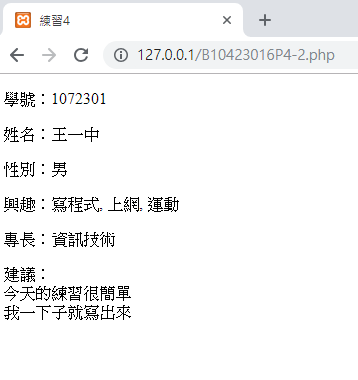 練習4
127.0.0.1/B10423016P4-2.php
學號：1072301
姓名：王一中
性別：男
興趣：寫程式, 上網, 運動
專長：資訊技術
建議：
今天的練習很簡單
我一下子就寫出來